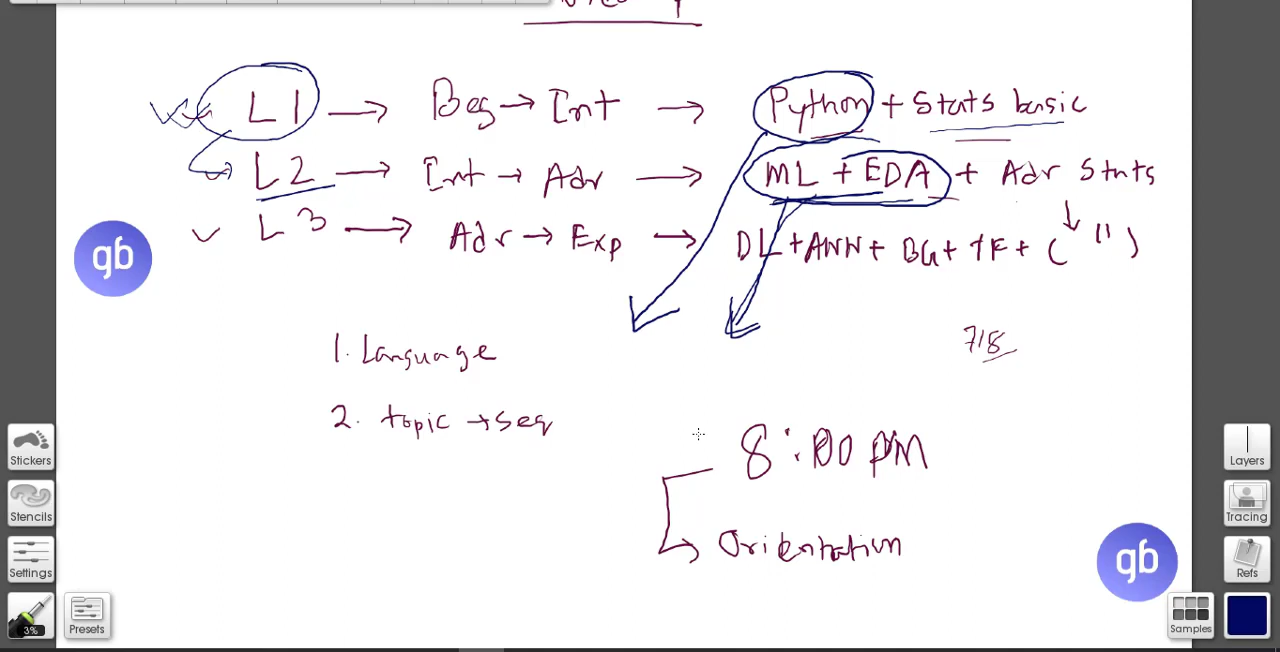 L1 → Beg → Int → Python + Stats basic
L2 → Int → Adv → ML + EDA + Adv Stats
L3 → Adv → Exp → DL + ANN + + TF + ( " )
gb
1. Language
7/8
2. topic → Seq
8:00 PM
Orientation
gb
Stickers
Stencils
Settings
3%
Presets
Layers
Tracing
Refs
Samples